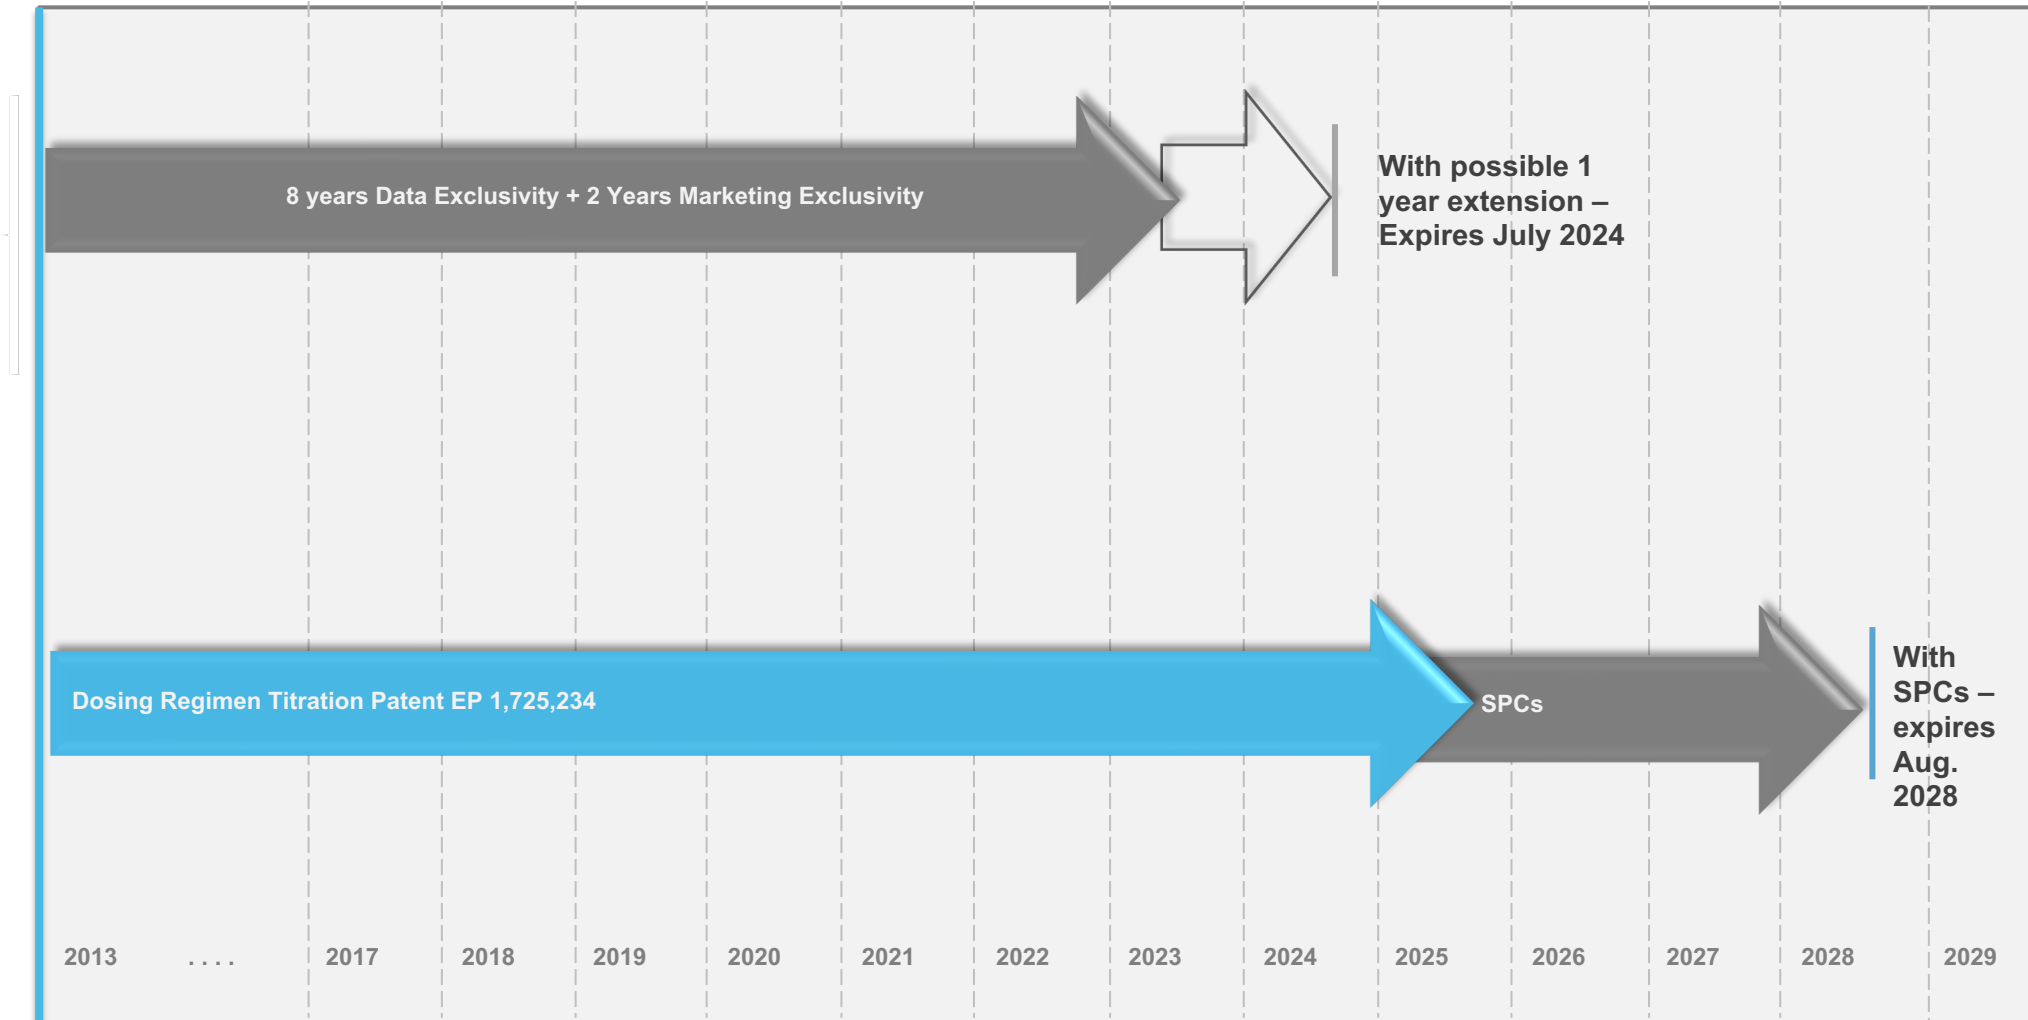 8 years Data Exclusivity + 2 Years Marketing Exclusivity
With possible 1
year extension –
Expires July 2024
Dosing Regimen Titration Patent EP 1,725,234
SPCs
With
SPCs –
expires
Aug.
2028
2013 . . . . 2017 2018 2019 2020 2021 2022 2023 2024 2025 2026 2027 2028 2029